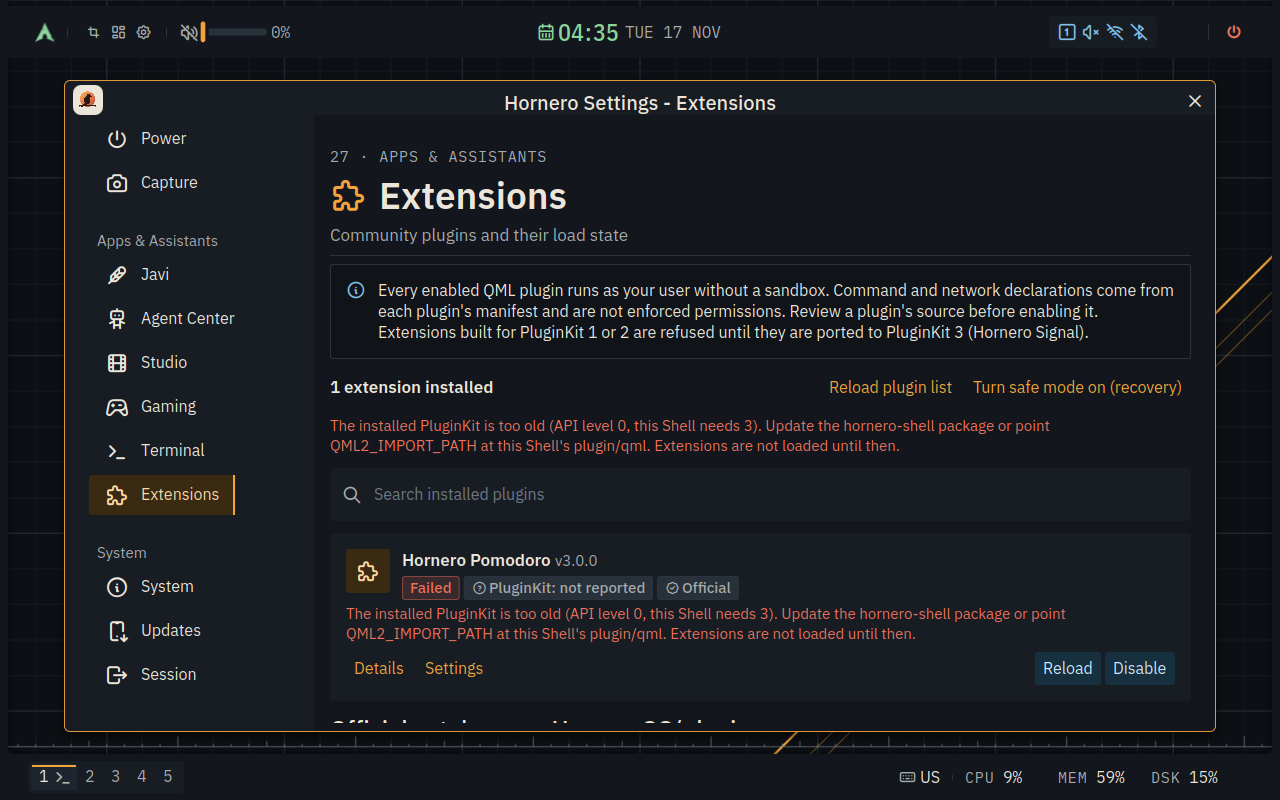 0%
04:35 TUE 17 NOV
1
Hornero Settings - Extensions
Power
Capture
Apps & Assistants
Javi
Agent Center
Studio
Gaming
Terminal
Extensions
System
System
Updates
Session
27 · APPS & ASSISTANTS
Extensions
Community plugins and their load state
Every enabled QML plugin runs as your user without a sandbox. Command and network declarations come from
each plugin's manifest and are not enforced permissions. Review a plugin's source before enabling it.
Extensions built for PluginKit 1 or 2 are refused until they are ported to PluginKit 3 (Hornero Signal).
1 extension installed
Reload plugin list Turn safe mode on (recovery)
The installed PluginKit is too old (API level 0, this Shell needs 3). Update the hornero-shell package or point
QML2_IMPORT_PATH at this Shell's plugin/qml. Extensions are not loaded until then.
Search installed plugins
Hornero Pomodoro v3.0.0
Failed PluginKit: not reported Official
The installed PluginKit is too old (API level 0, this Shell needs 3). Update the hornero-shell package or point
QML2_IMPORT_PATH at this Shell's plugin/qml. Extensions are not loaded until then.
Details Settings Reload Disable
1 2 3 4 5
US CPU 9% MEM 59% DSK 15%